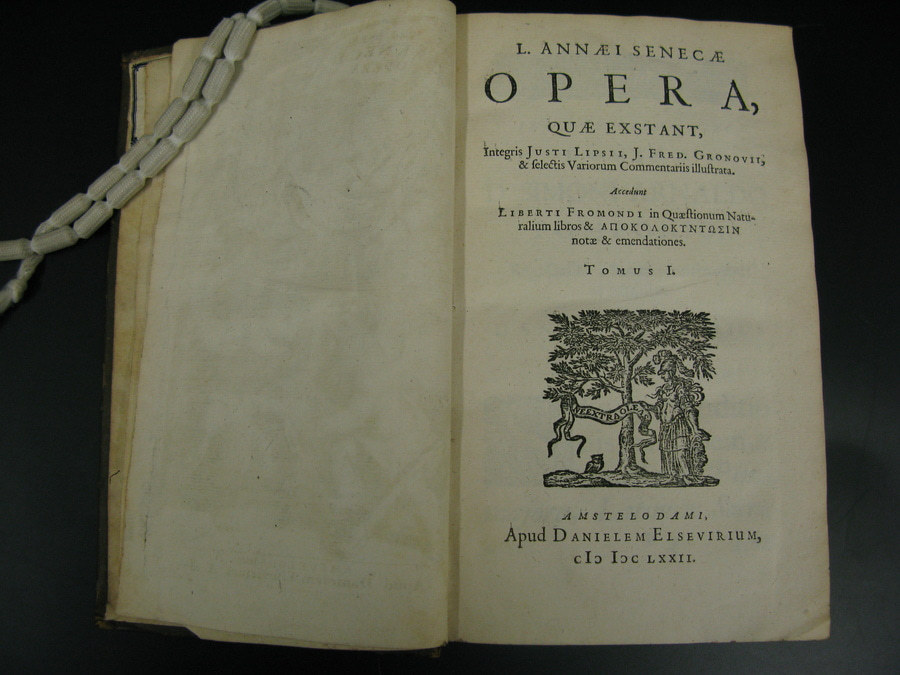 L. ANNÆI SENECÆ
OPERA,
QUÆ EXSTANT,
Integris JUSTI LIPSII, J. FRED. GRONOVII,
& ſelectis Variorum Commentariis illuſtrata.
Accedunt
LIBERTI FROMONDI in Quæſtionum Natu-
ralium libros & ΑΠΟΚΟΛΟΚΥΝΤΩΣΙΝ
notæ & emendationes.
TOMUS I.
NE EXTRA OLEAS
AMSTELODAMI,
Apud DANIELEM ELSEVIRIUM,
cIↄ Iↄc LXXII.